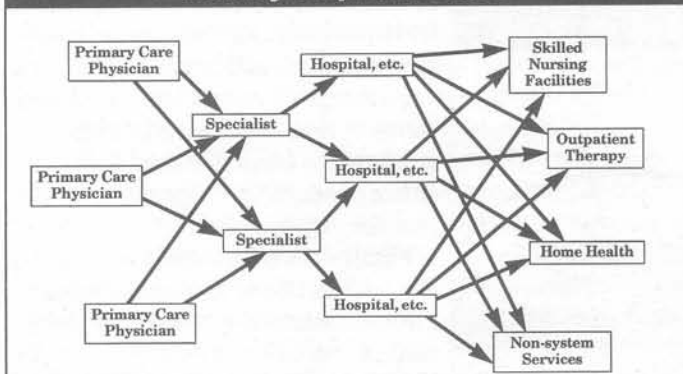 Primary Care
Physician
Hospital, etc.
Skilled
Nursing
Facilities
Specialist
Outpatient
Therapy
Primary Care
Physician
Hospital, etc.
Specialist
Home Health
Hospital, etc.
Primary Care
Physician
Non-system
Services